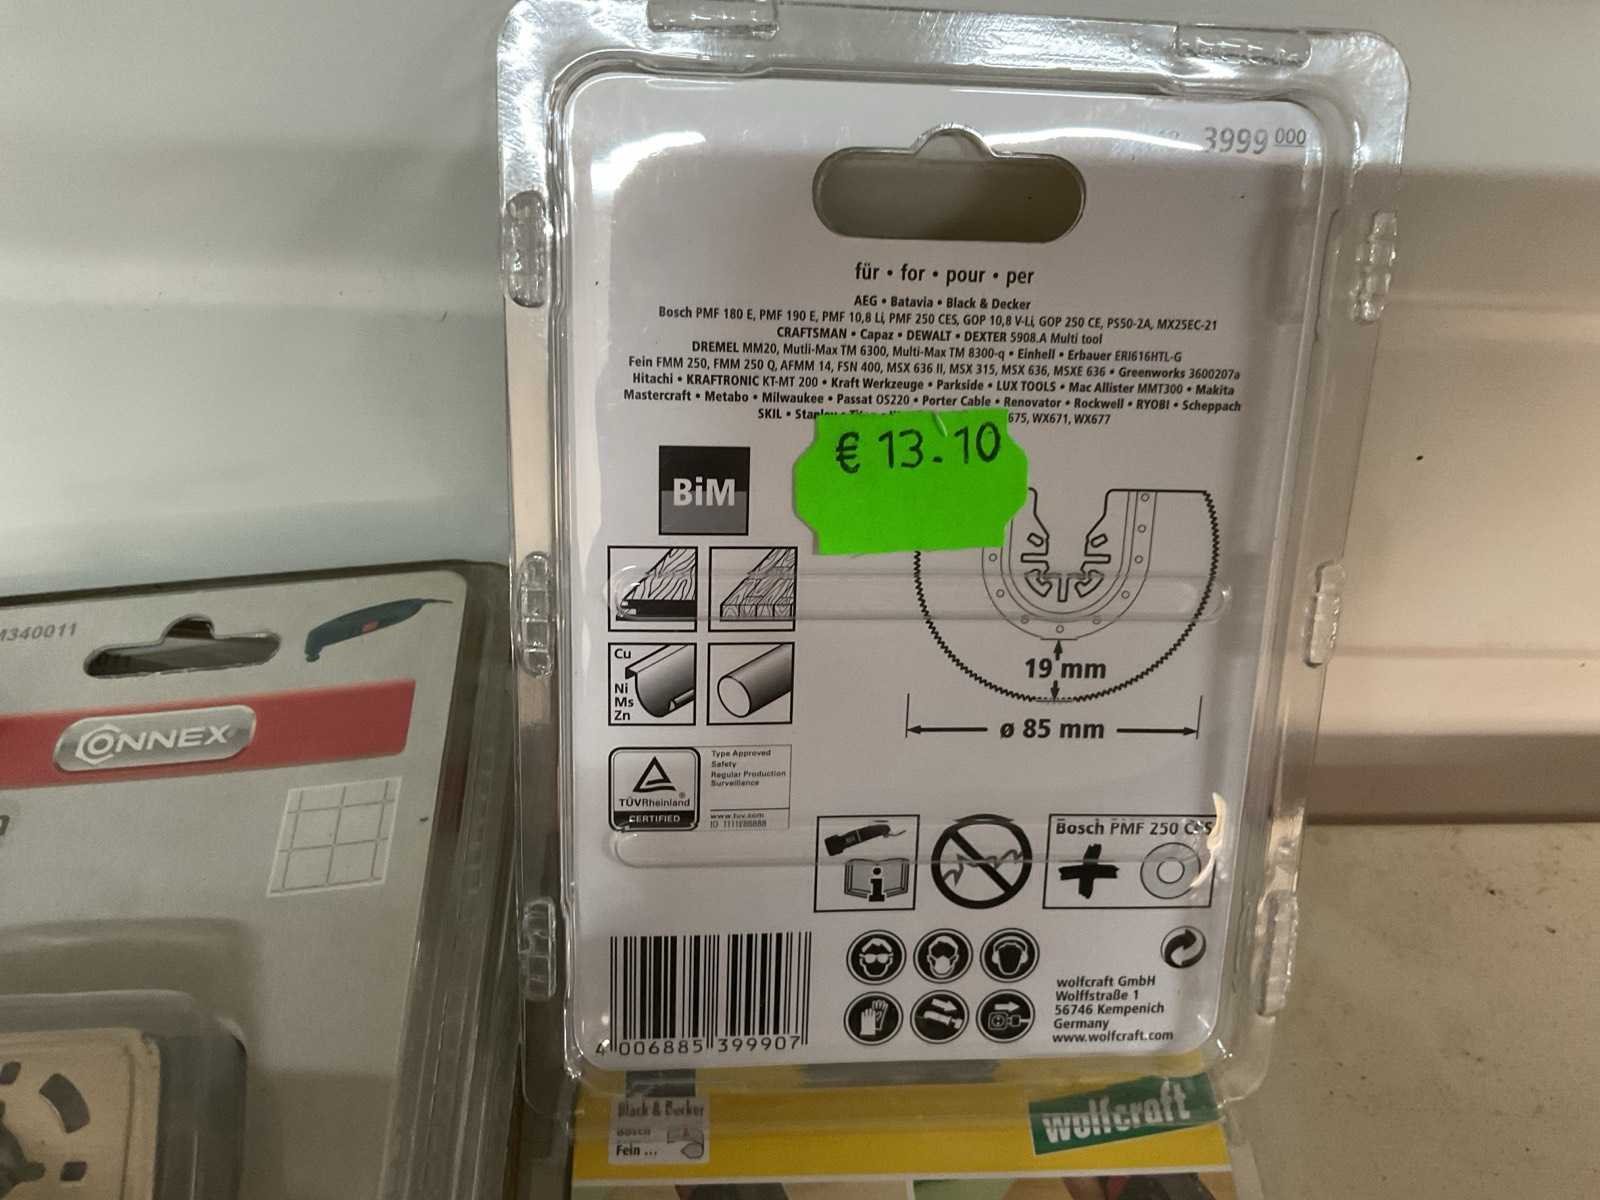 3999 000
für • for • pour • per
AEG • Batavia • Black & Decker
Bosch PMF 180 E, PMF 190 E, PMF 10,8 Li, PMF 250 CES, GOP 10,8 V-Li, GOP 250 CE, PS50-2A, MX25EC-21
CRAFTSMAN • Capaz • DEWALT • DEXTER 5908.A Multi tool
DREMEL MM20, Mutli-Max TM 6300, Multi-Max TM 8300-q • Einhell • Erbauer ERI616HTL-G
Fein FMM 250, FMM 250 Q, AFMM 14, FSN 400, MSX 636 II, MSX 315, MSX 636, MSXE 636 • Greenworks 3600207a
Hitachi • KRAFTRONIC KT-MT 200 • Kraft Werkzeuge • Parkside • LUX TOOLS • Mac Allister MMT300 • Makita
Mastercraft • Metabo • Milwaukee • Passat OS220 • Porter Cable • Renovator • Rockwell • RYOBI • Scheppach
SKIL • 675, WX671, WX677
€ 13.10
BiM
Cu
Ni
Ms
Zn
19 mm
ø 85 mm
TÜVRheinland
CERTIFIED
Type Approved
Safety
Regular Production
Surveillance
www.tuv.com
Bosch PMF 250 CES
4 006885 399907
wolfcraft GmbH
Wolffstraße 1
56746 Kempenich
Germany
www.wolfcraft.com
340011
CONNEX
Black & Decker
Bosch
Fein ...
wolfcraft